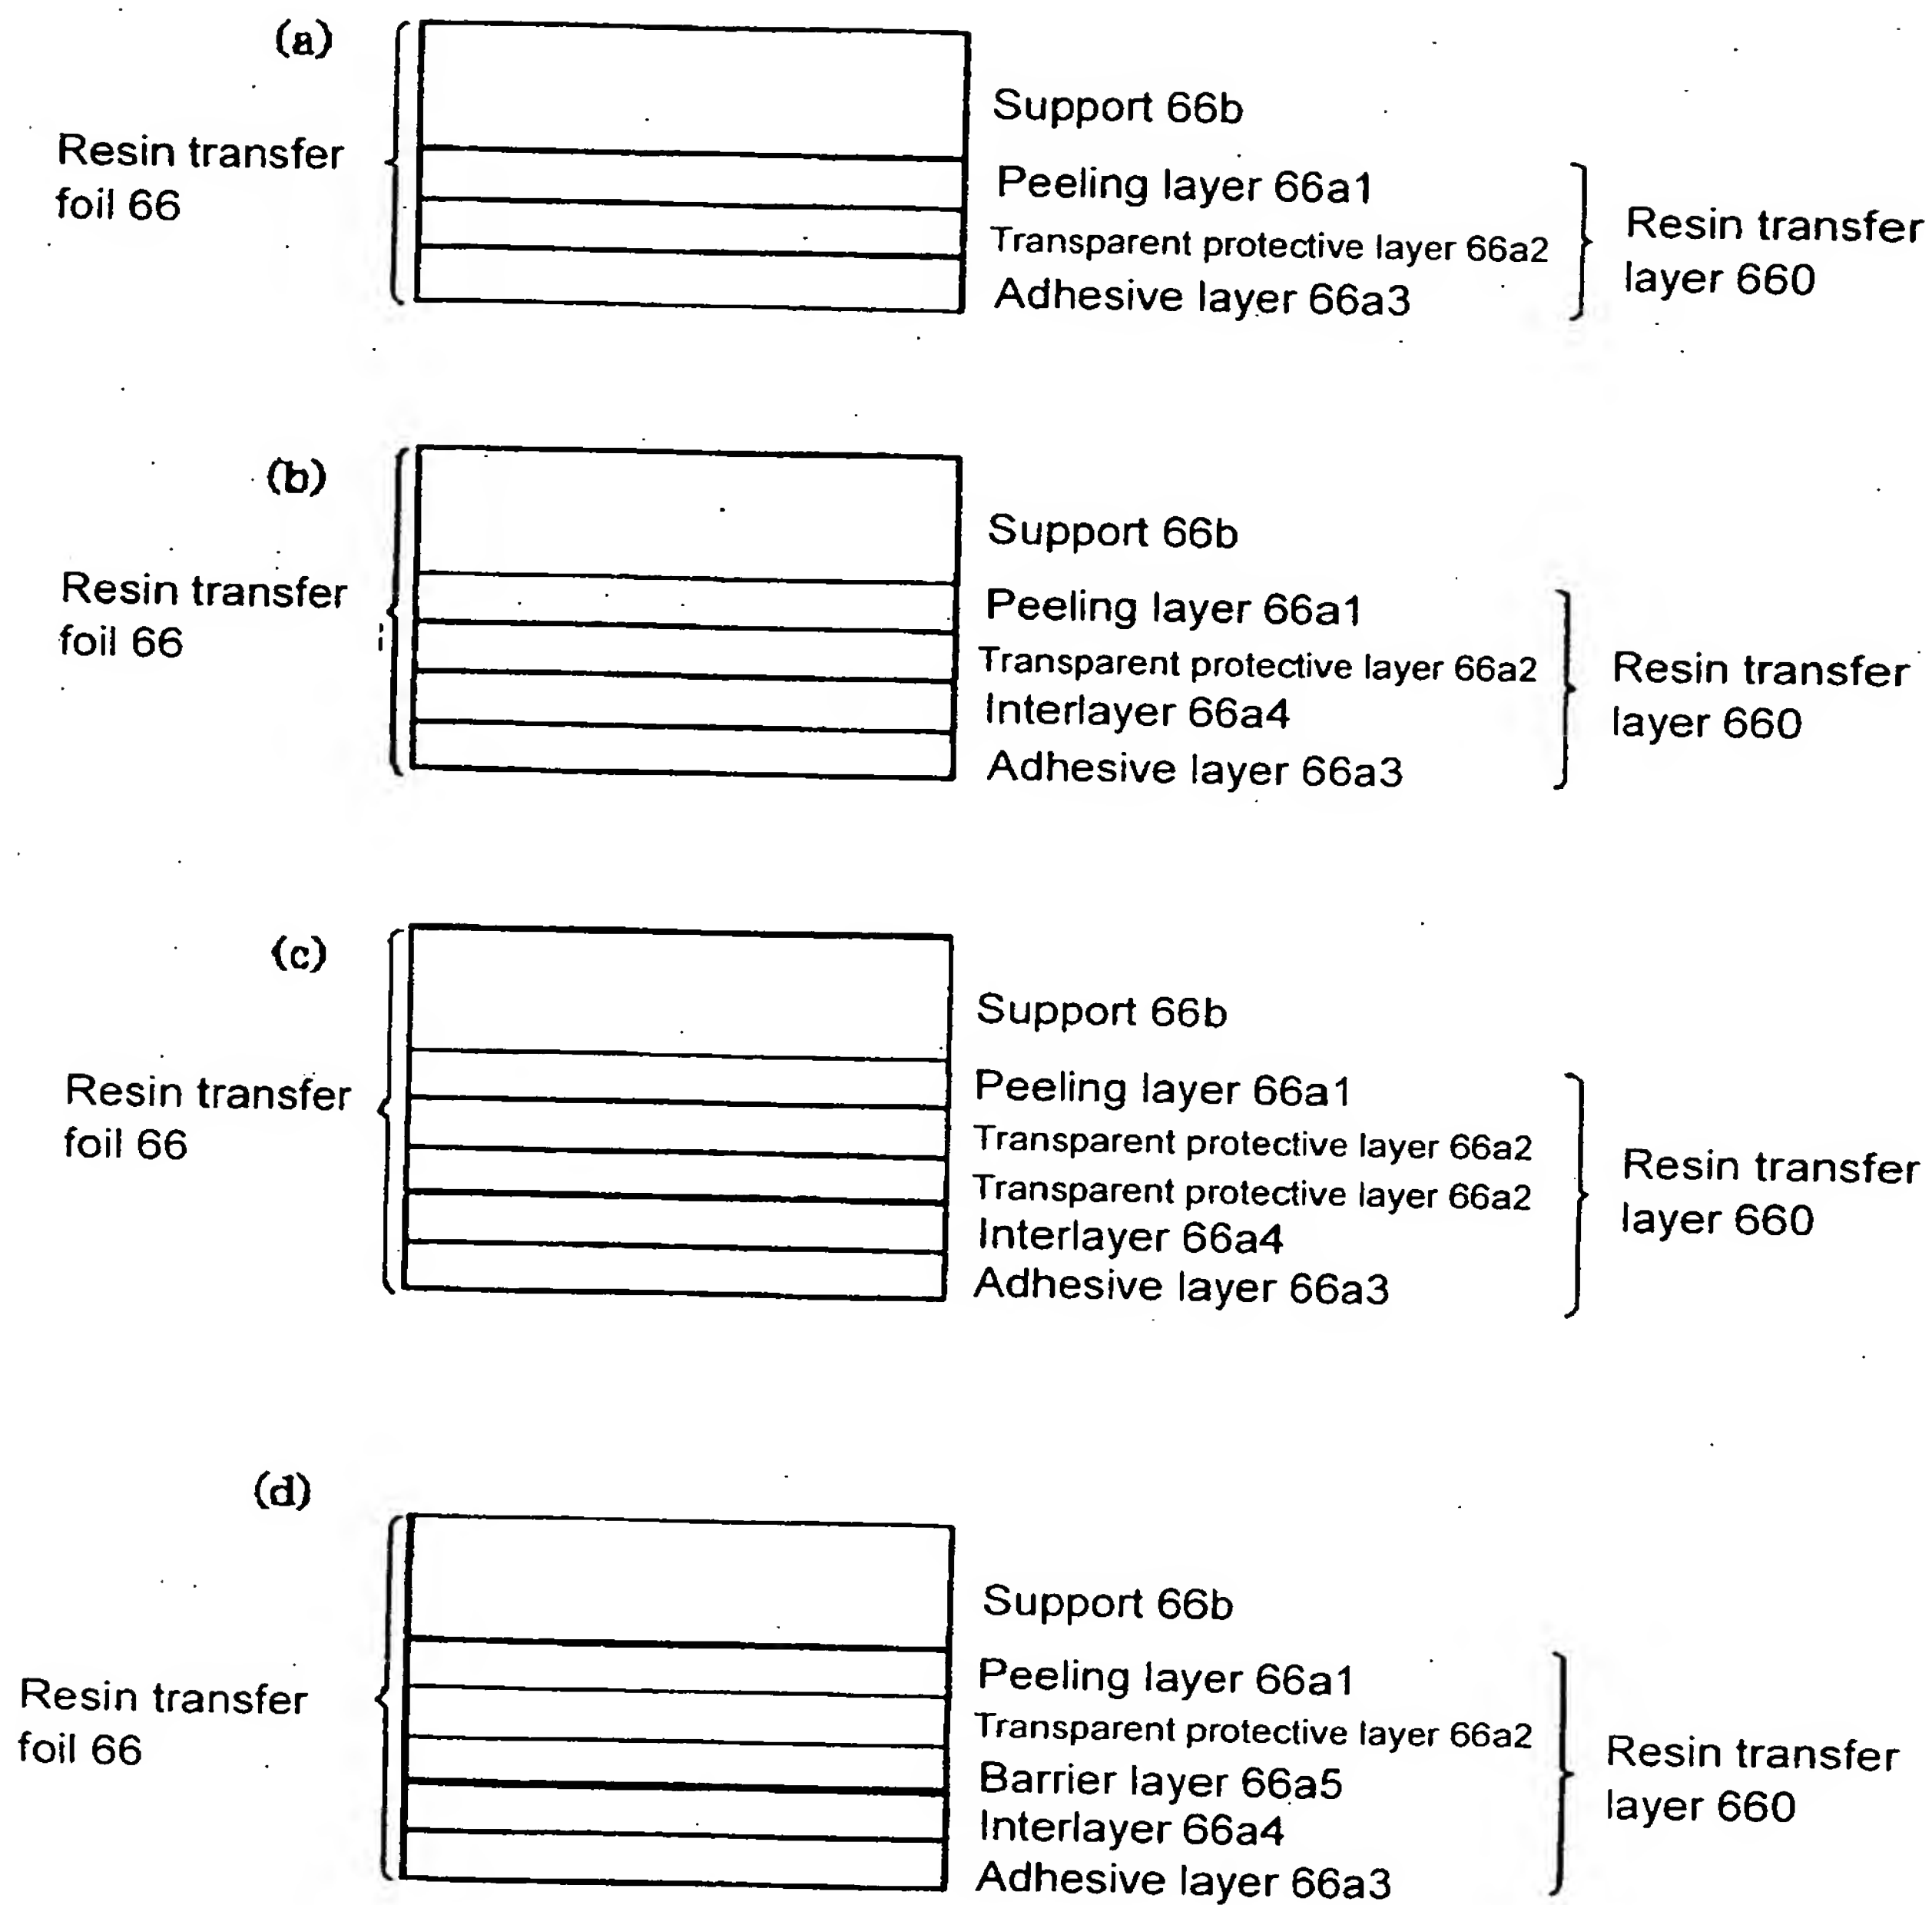 (a)
Resin transfer
foil 66
Support 66b
Peeling layer 66a1
Transparent protective layer 66a2
Adhesive layer 66a3
Resin transfer
layer 660
(b)
Resin transfer
foil 66
Support 66b
Peeling layer 66a1
Transparent protective layer 66a2
Interlayer 66a4
Adhesive layer 66a3
Resin transfer
layer 660
(c)
Resin transfer
foil 66
Support 66b
Peeling layer 66a1
Transparent protective layer 66a2
Transparent protective layer 66a2
Interlayer 66a4
Adhesive layer 66a3
Resin transfer
layer 660
(d)
Resin transfer
foil 66
Support 66b
Peeling layer 66a1
Transparent protective layer 66a2
Barrier layer 66a5
Interlayer 66a4
Adhesive layer 66a3
Resin transfer
layer 660